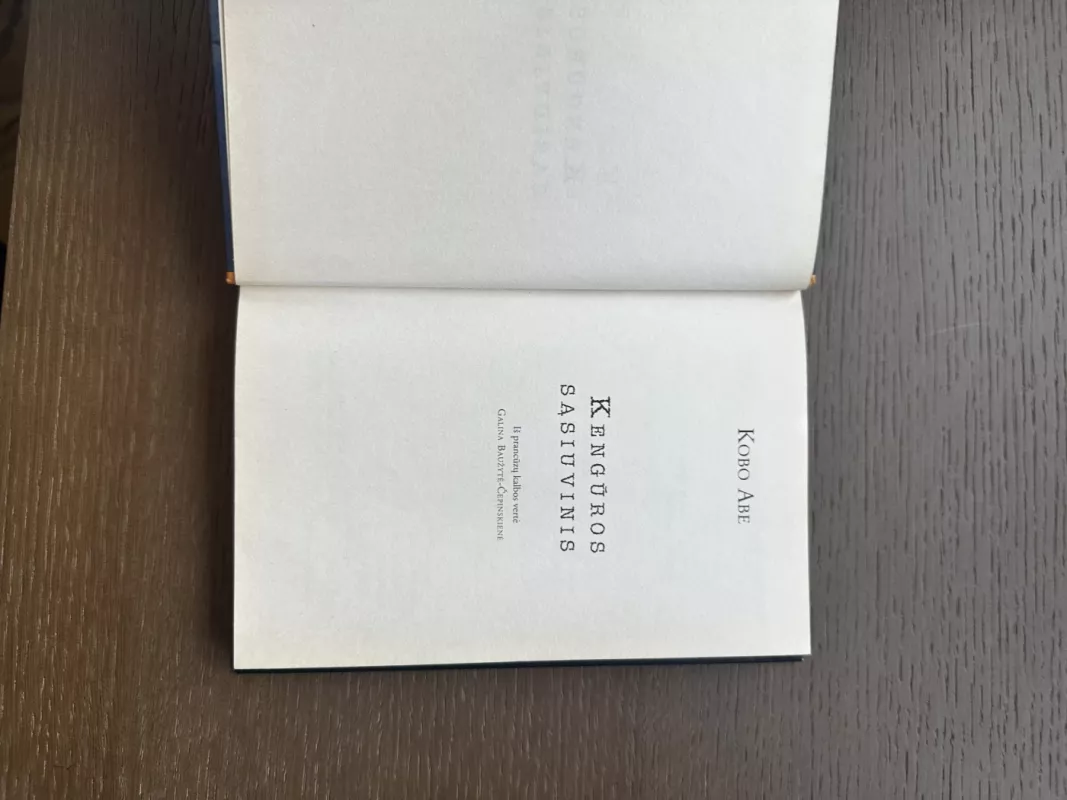 KOBO ABE
KENGŪROS
SĄSIUVINIS
Iš prancūzų kalbos vertė
GALINA BAUŽYTĖ-ČEPINSKIENĖ